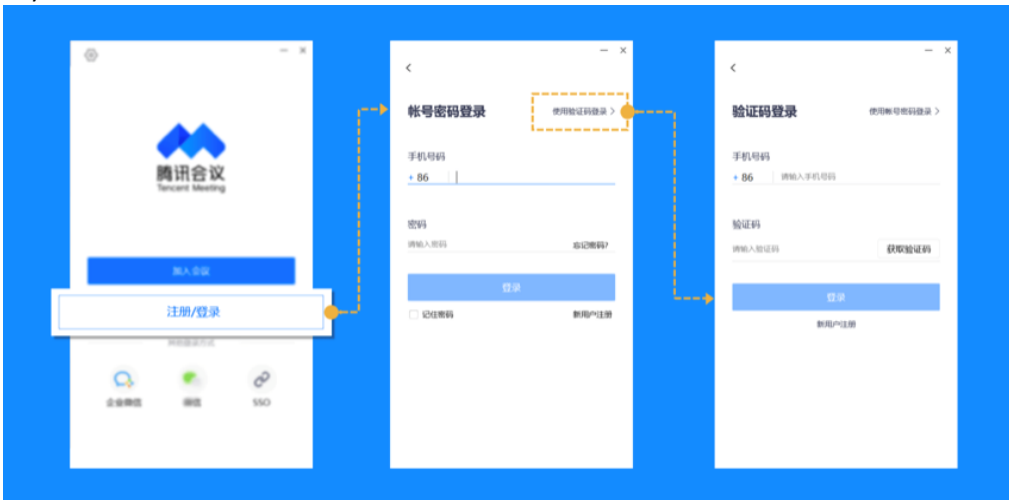 腾讯会议
Tencent Meeting
加入会议
注册/登录
其他登录方式
企业微信
微信
SSO
帐号密码登录
使用验证码登录 >
手机号码
+ 86
密码
请输入密码
忘记密码?
登录
记住密码
新用户注册
验证码登录
使用帐号密码登录 >
手机号码
+ 86
请输入手机号码
验证码
请输入验证码
获取验证码
登录
新用户注册